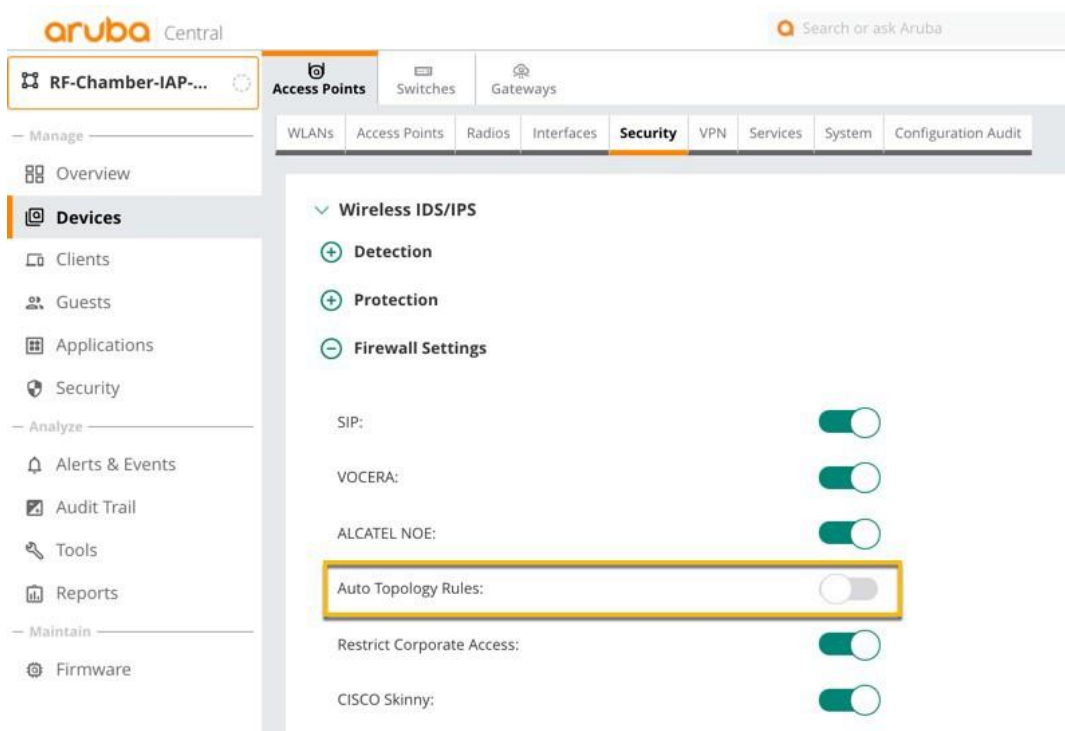 aruba Central
Search or ask Aruba
RF-Chamber-IAP-...
Access Points
Switches
Gateways
Manage
Overview
Devices
Clients
Guests
Applications
Security
Analyze
Alerts & Events
Audit Trail
Tools
Reports
Maintain
Firmware
WLANs Access Points Radios Interfaces Security VPN Services System Configuration Audit
Wireless IDS/IPS
Detection
Protection
Firewall Settings
SIP:
VOCERA:
ALCATEL NOE:
Auto Topology Rules:
Restrict Corporate Access:
CISCO Skinny: